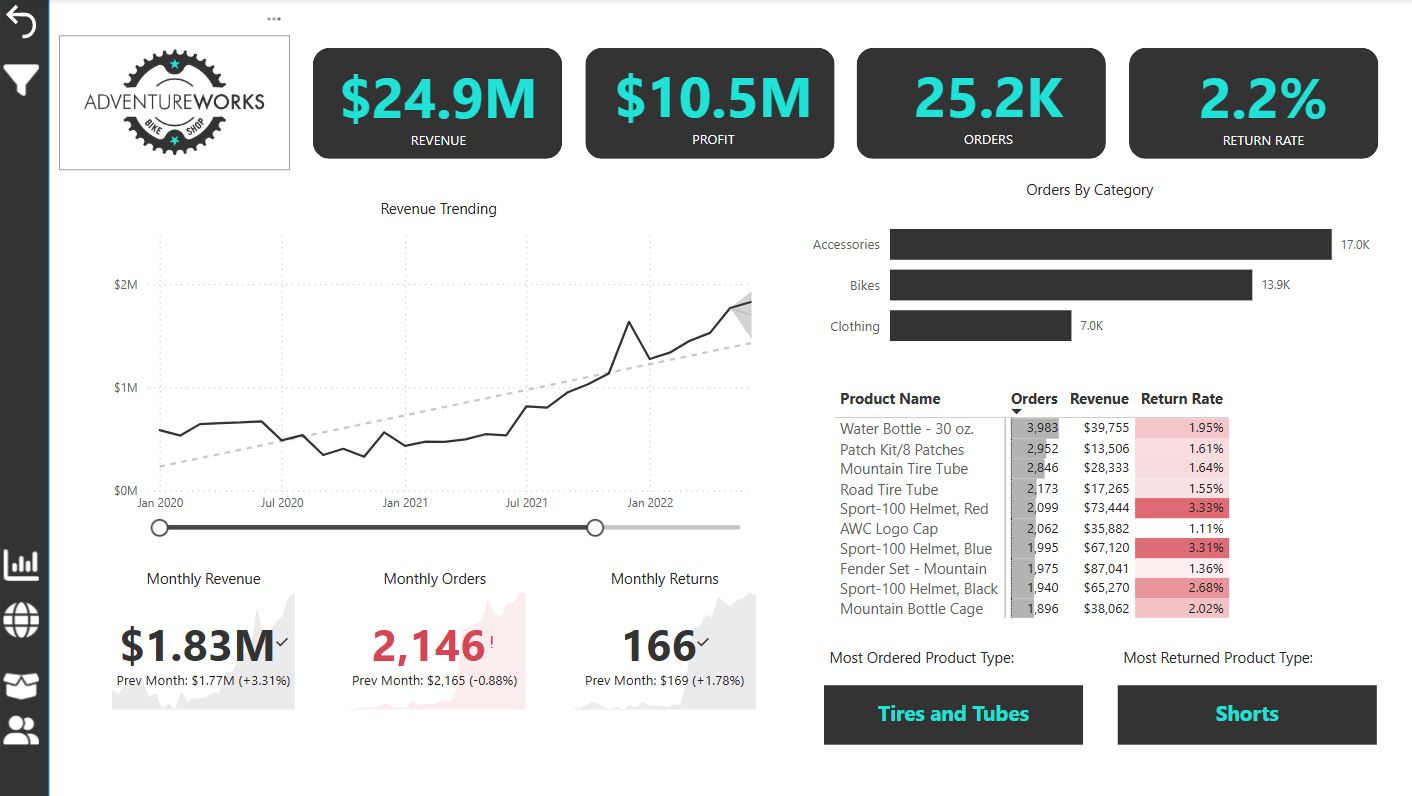 ADVENTUREWORKS
BIKE SHOP
$24.9M
REVENUE
$10.5M
PROFIT
25.2K
ORDERS
2.2%
RETURN RATE
Revenue Trending
$2M
$1M
$0M
Jan 2020 Jul 2020 Jan 2021 Jul 2021 Jan 2022
Orders By Category
Accessories 17.0K
Bikes 13.9K
Clothing 7.0K
Product Name Orders Revenue Return Rate
Water Bottle - 30 oz. 3,983 $39,755 1.95%
Patch Kit/8 Patches 2,952 $13,506 1.61%
Mountain Tire Tube 2,846 $28,333 1.64%
Road Tire Tube 2,173 $17,265 1.55%
Sport-100 Helmet, Red 2,099 $73,444 3.33%
AWC Logo Cap 2,062 $35,882 1.11%
Sport-100 Helmet, Blue 1,995 $67,120 3.31%
Fender Set - Mountain 1,975 $87,041 1.36%
Sport-100 Helmet, Black 1,940 $65,270 2.68%
Mountain Bottle Cage 1,896 $38,062 2.02%
Monthly Revenue
$1.83M
Prev Month: $1.77M (+3.31%)
Monthly Orders
2,146!
Prev Month: $2,165 (-0.88%)
Monthly Returns
166
Prev Month: $169 (+1.78%)
Most Ordered Product Type:
Tires and Tubes
Most Returned Product Type:
Shorts